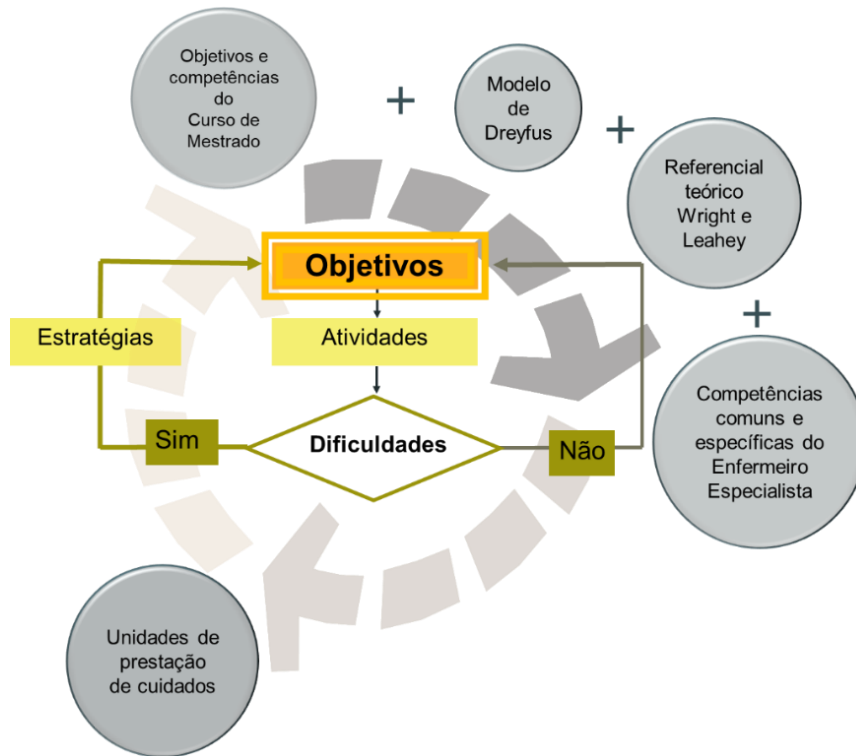 Objetivos e
competências
do
Curso de
Mestrado
+
Modelo
de
Dreyfus
+
Referencial
teórico
Wright e
Leahey
+
Competências
comuns e
específicas do
Enfermeiro
Especialista
Objetivos
Estratégias
Atividades
Sim
Dificuldades
Não
Unidades de
prestação
de cuidados